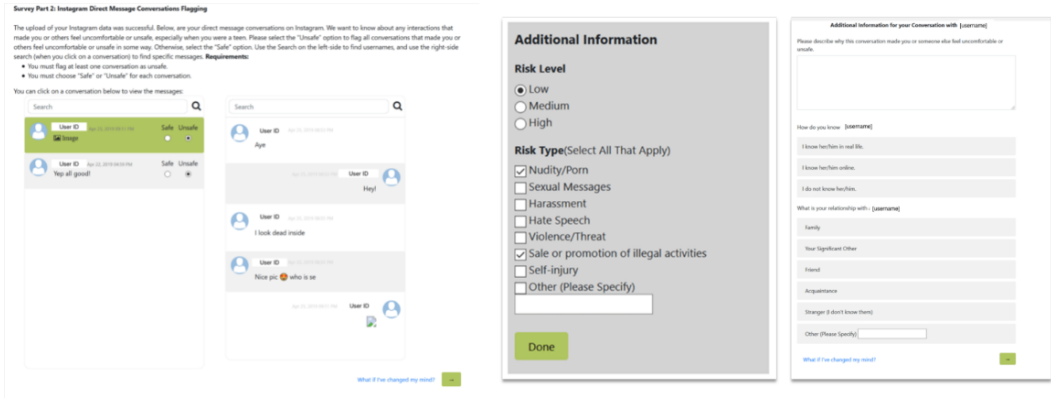 Survey Part 2: Instagram Direct Message Conversations Flagging
The upload of your Instagram data was successful. Below, are your direct message conversations on Instagram. We want to know about any interactions that
made you or others feel uncomfortable or unsafe, especially when you were a teen. Please select the "Unsafe" option to flag all conversations that made you or
others feel uncomfortable or unsafe in some way. Otherwise, select the "Safe" option. Use the Search on the left-side to find usernames, and use the right-side
search (when you click on a conversation) to find specific messages. Requirements:
• You must flag at least one conversation as unsafe.
• You must choose "Safe" or "Unsafe" for each conversation.
You can click on a conversation below to view the messages:
Search
User ID
Safe Unsafe
Image
User ID
Safe Unsafe
Yep all good!
Search
User ID
Aye
User ID
Hey!
User ID
I look dead inside
User ID
Nice pic 😍 who is se
User ID
What if I've changed my mind?
Additional Information
Risk Level
Low
Medium
High
Risk Type(Select All That Apply)
Nudity/Porn
Sexual Messages
Harassment
Hate Speech
Violence/Threat
Sale or promotion of illegal activities
Self-injury
Other (Please Specify)
Done
Additional Information for your Conversation with [username]
Please describe why this conversation made you or someone else feel uncomfortable or
unsafe.
How do you know [username]
I know her/him in real life.
I know her/him online.
I do not know her/him.
What is your relationship with [username]
Family
Your Significant Other
Friend
Acquaintance
Stranger (I don't know them)
Other (Please Specify)
What if I've changed my mind?